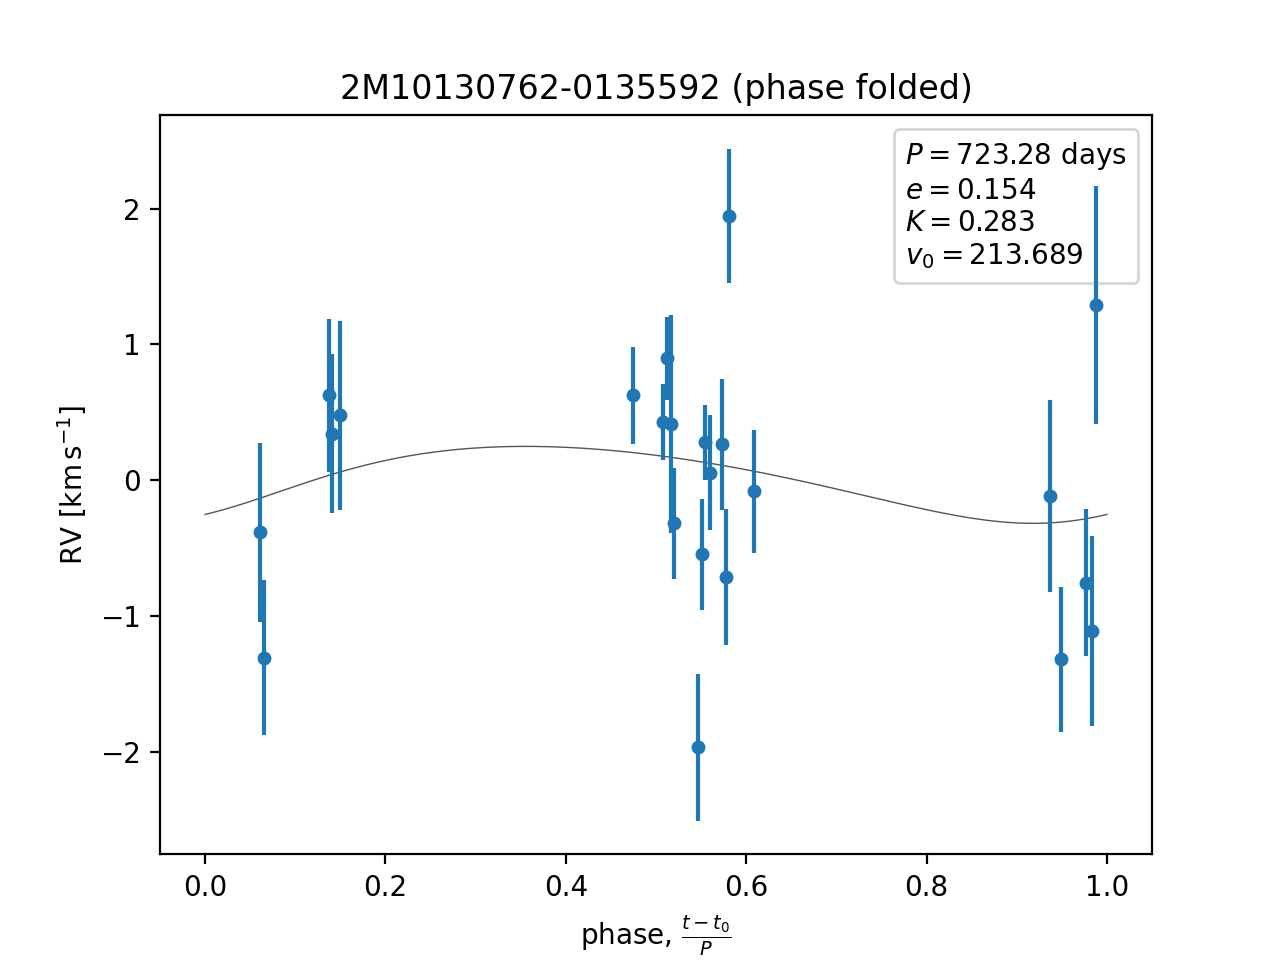 2M10130762-0135592 (phase folded)
P = 723.28 days
e = 0.154
K = 0.283
v₀ = 213.689
RV [km s⁻¹]
2
1
0
−1
−2
0.0 0.2 0.4 0.6 0.8 1.0
phase, (t − t₀)/P